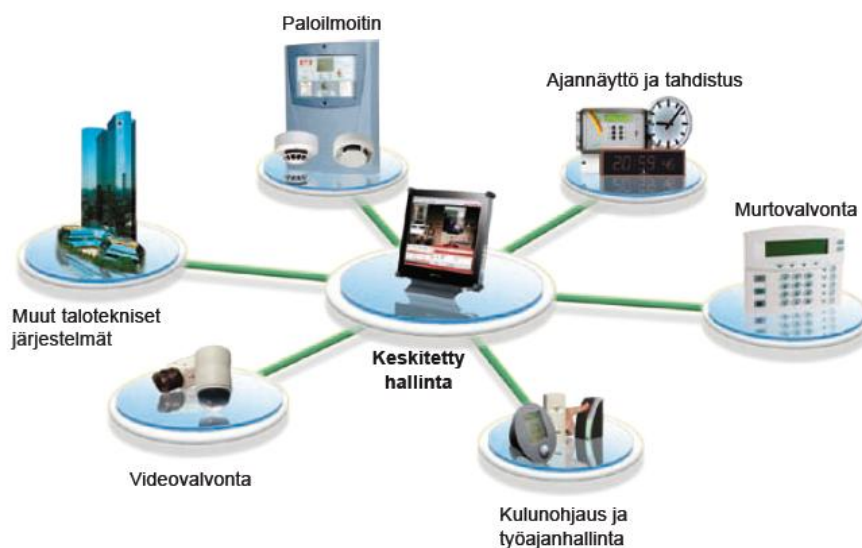 Paloilmoitin
Ajannäyttö ja tahdistus
Murtovalvonta
Muut talotekniset
järjestelmät
Keskitetty
hallinta
Videovalvonta
Kulunohjaus ja
työajanhallinta